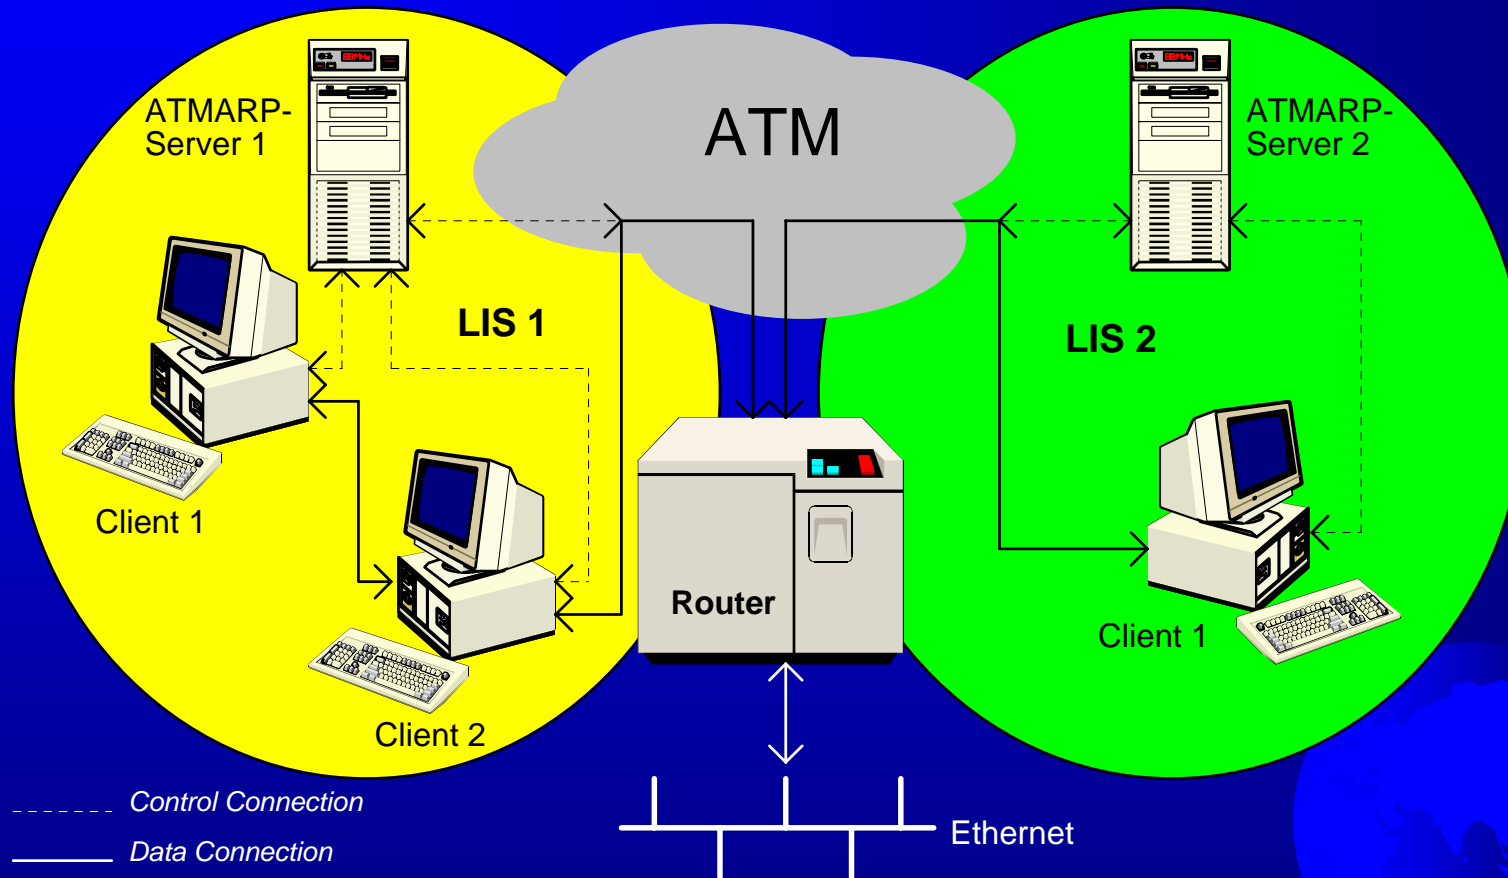 ATMARP-
Server 1
ATM
ATMARP-
Server 2
LIS 1
LIS 2
Client 1
Router
Client 1
Client 2
Control Connection
Data Connection
Ethernet